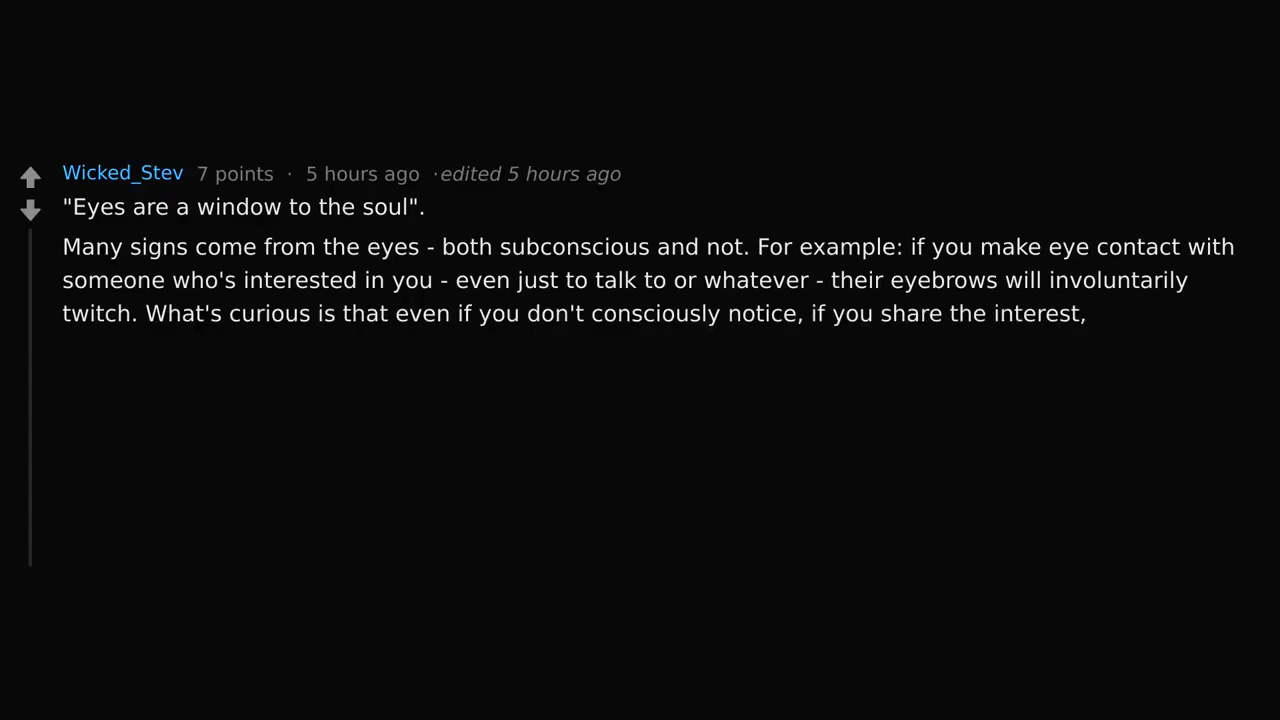 Wicked_Stev 7 points · 5 hours ago · edited 5 hours ago
"Eyes are a window to the soul".
Many signs come from the eyes - both subconscious and not. For example: if you make eye contact with
someone who's interested in you - even just to talk to or whatever - their eyebrows will involuntarily
twitch. What's curious is that even if you don't consciously notice, if you share the interest,